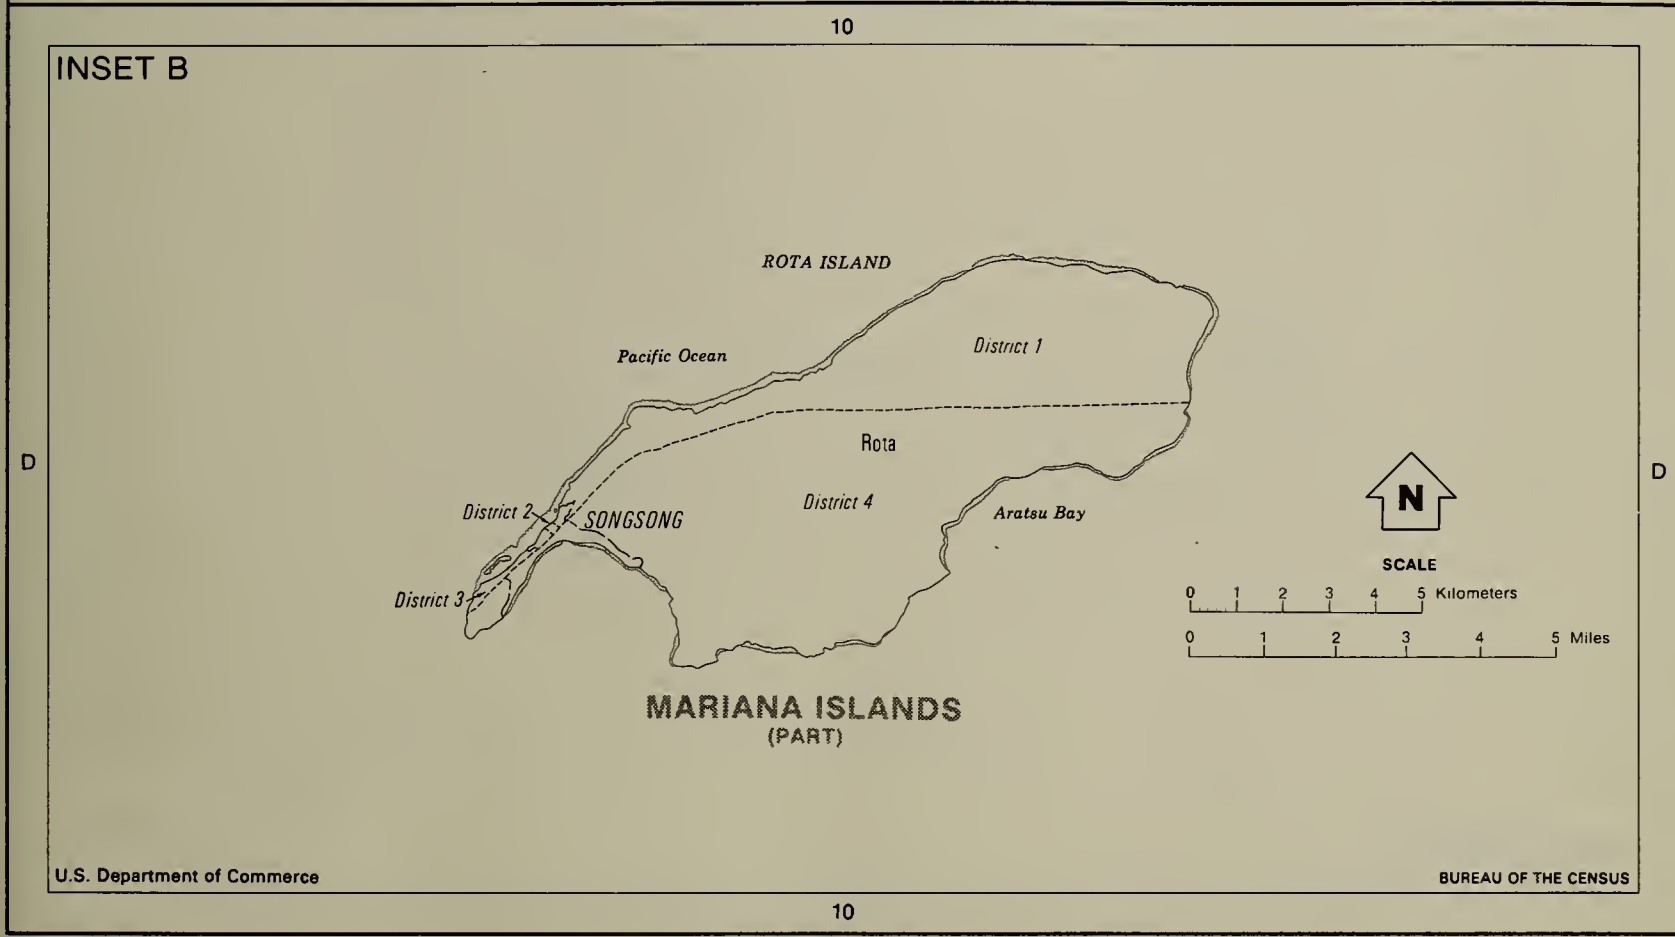 10
INSET B
ROTA ISLAND
Pacific Ocean
District 1
Rota
D
D
District 2
SONGSONG
District 4
Aratsu Bay
N
SCALE
District 3
0 1 2 3 4 5 Kilometers
0 1 2 3 4 5 Miles
MARIANA ISLANDS
(PART)
U.S. Department of Commerce
BUREAU OF THE CENSUS
10